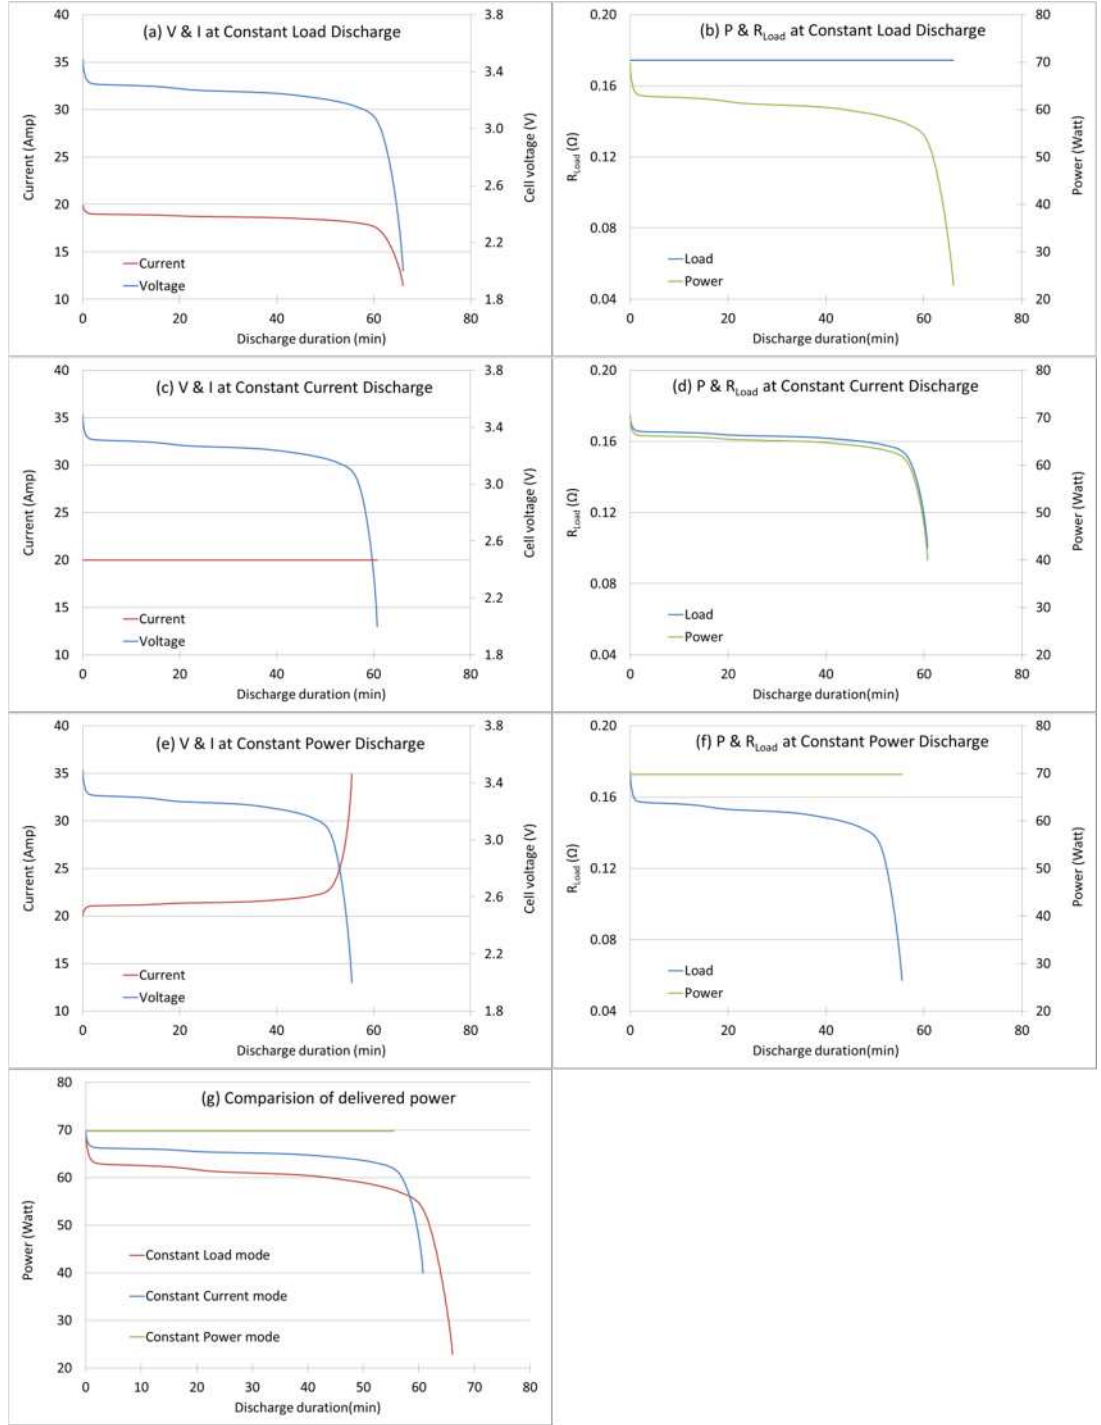 (a) V & I at Constant Load Discharge
40
35
30
25
20
15
10
Current (Amp)
3.8
3.4
3.0
2.6
2.2
1.8
Cell voltage (V)
Current
Voltage
0 20 40 60 80
Discharge duration (min)
(b) P & RLoad at Constant Load Discharge
0.20
0.16
0.12
0.08
0.04
RLoad (Ω)
80
70
60
50
40
30
20
Power (Watt)
Load
Power
0 20 40 60 80
Discharge duration(min)
(c) V & I at Constant Current Discharge
40
35
30
25
20
15
10
Current (Amp)
3.8
3.4
3.0
2.6
2.2
1.8
Cell voltage (V)
Current
Voltage
0 20 40 60 80
Discharge duration (min)
(d) P & RLoad at Constant Current Discharge
0.20
0.16
0.12
0.08
0.04
RLoad (Ω)
80
70
60
50
40
30
20
Power (Watt)
Load
Power
0 20 40 60 80
Discharge duration(min)
(e) V & I at Constant Power Discharge
40
35
30
25
20
15
10
Current (Amp)
3.8
3.4
3.0
2.6
2.2
1.8
Cell voltage (V)
Current
Voltage
0 20 40 60 80
Discharge duration (min)
(f) P & RLoad at Constant Power Discharge
0.20
0.16
0.12
0.08
0.04
RLoad (Ω)
80
70
60
50
40
30
20
Power (Watt)
Load
Power
0 20 40 60 80
Discharge duration(min)
(g) Comparision of delivered power
80
70
60
50
40
30
20
Power (Watt)
Constant Load mode
Constant Current mode
Constant Power mode
0 10 20 30 40 50 60 70 80
Discharge duration (min)